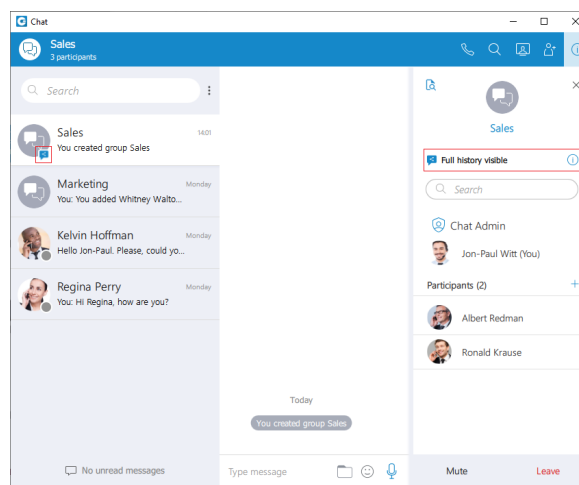 Chat
Sales
3 participants
Search
Sales
14:01
You created group Sales
Marketing
Monday
You: You added Whitney Walto...
Kelvin Hoffman
Monday
Hello Jon-Paul. Please, could yo...
Regina Perry
Monday
You: Hi Regina, how are you?
No unread messages
Today
You created group Sales
Type message
Sales
Full history visible
Search
Chat Admin
Jon-Paul Witt (You)
Participants (2)
Albert Redman
Ronald Krause
Mute
Leave